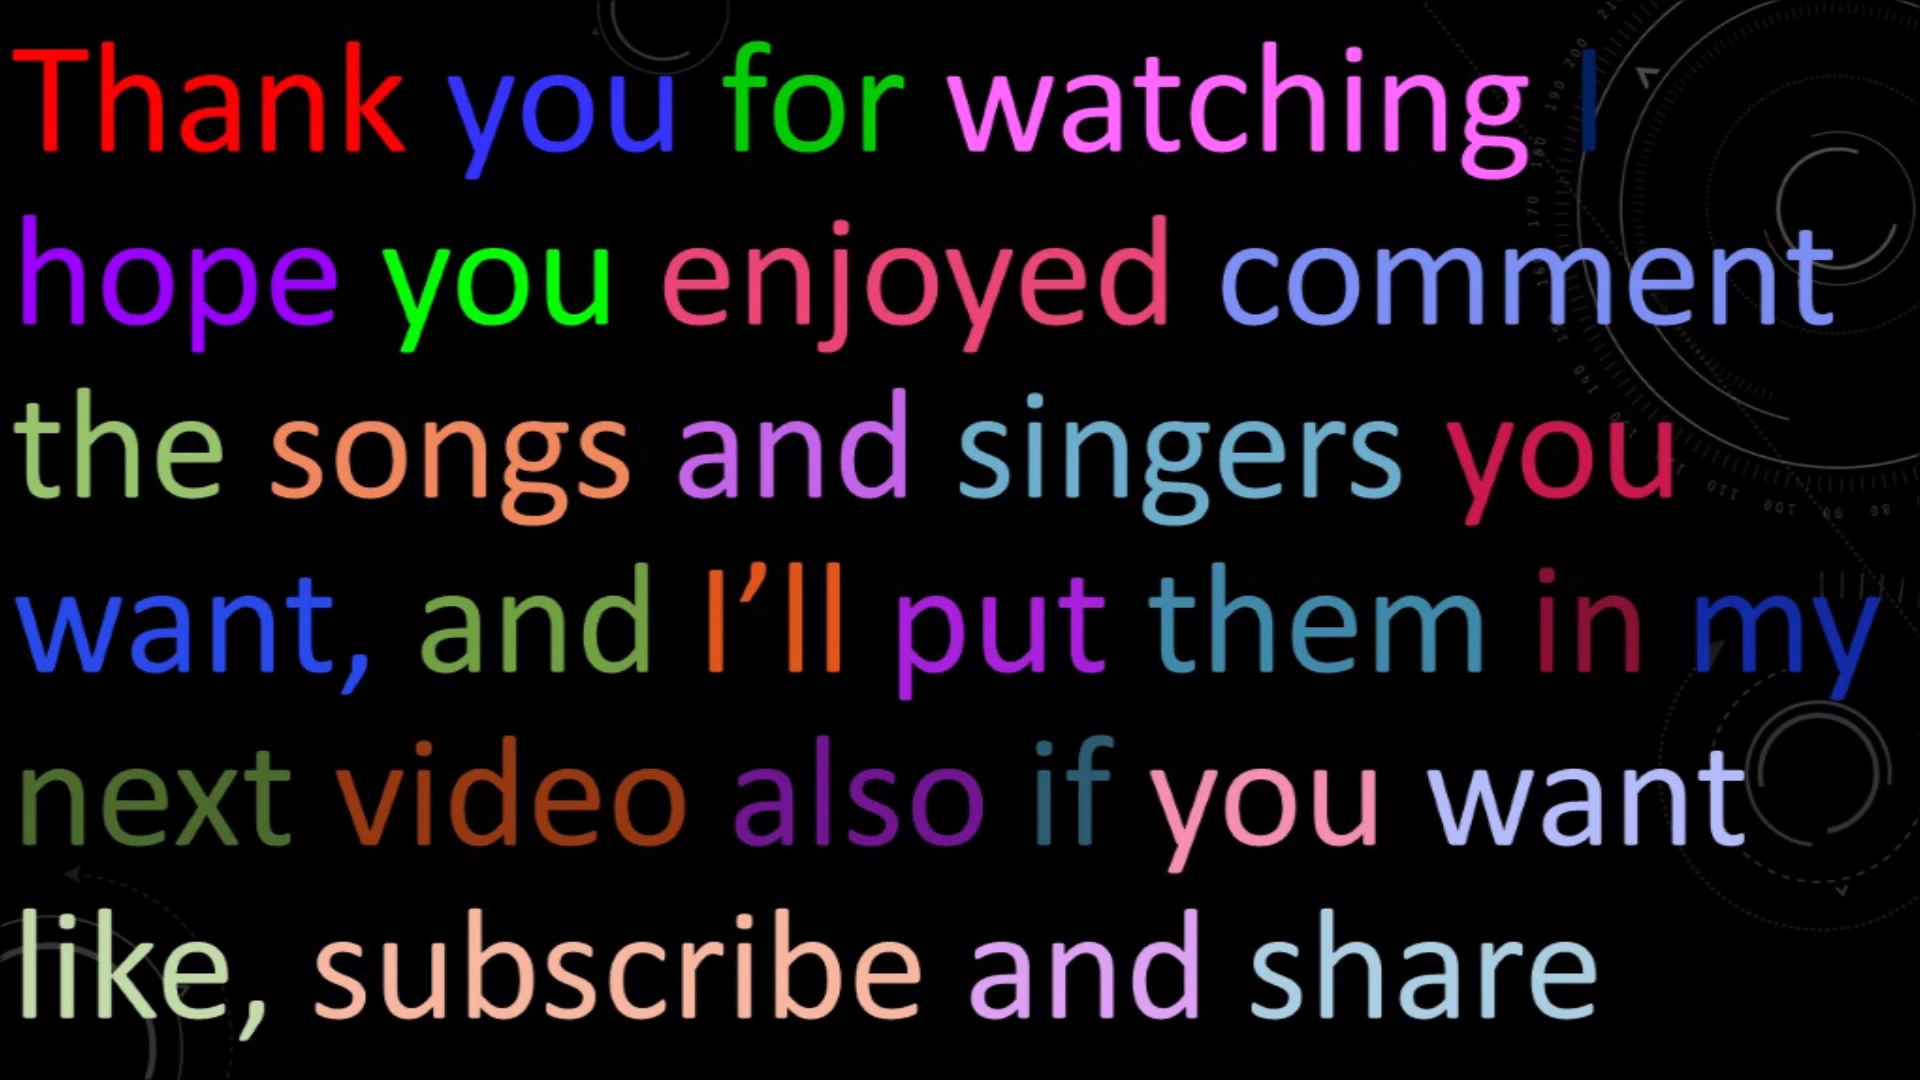 Thank you for watching I
hope you enjoyed comment
the songs and singers you
want, and I’ll put them in my
next video also if you want
like, subscribe and share